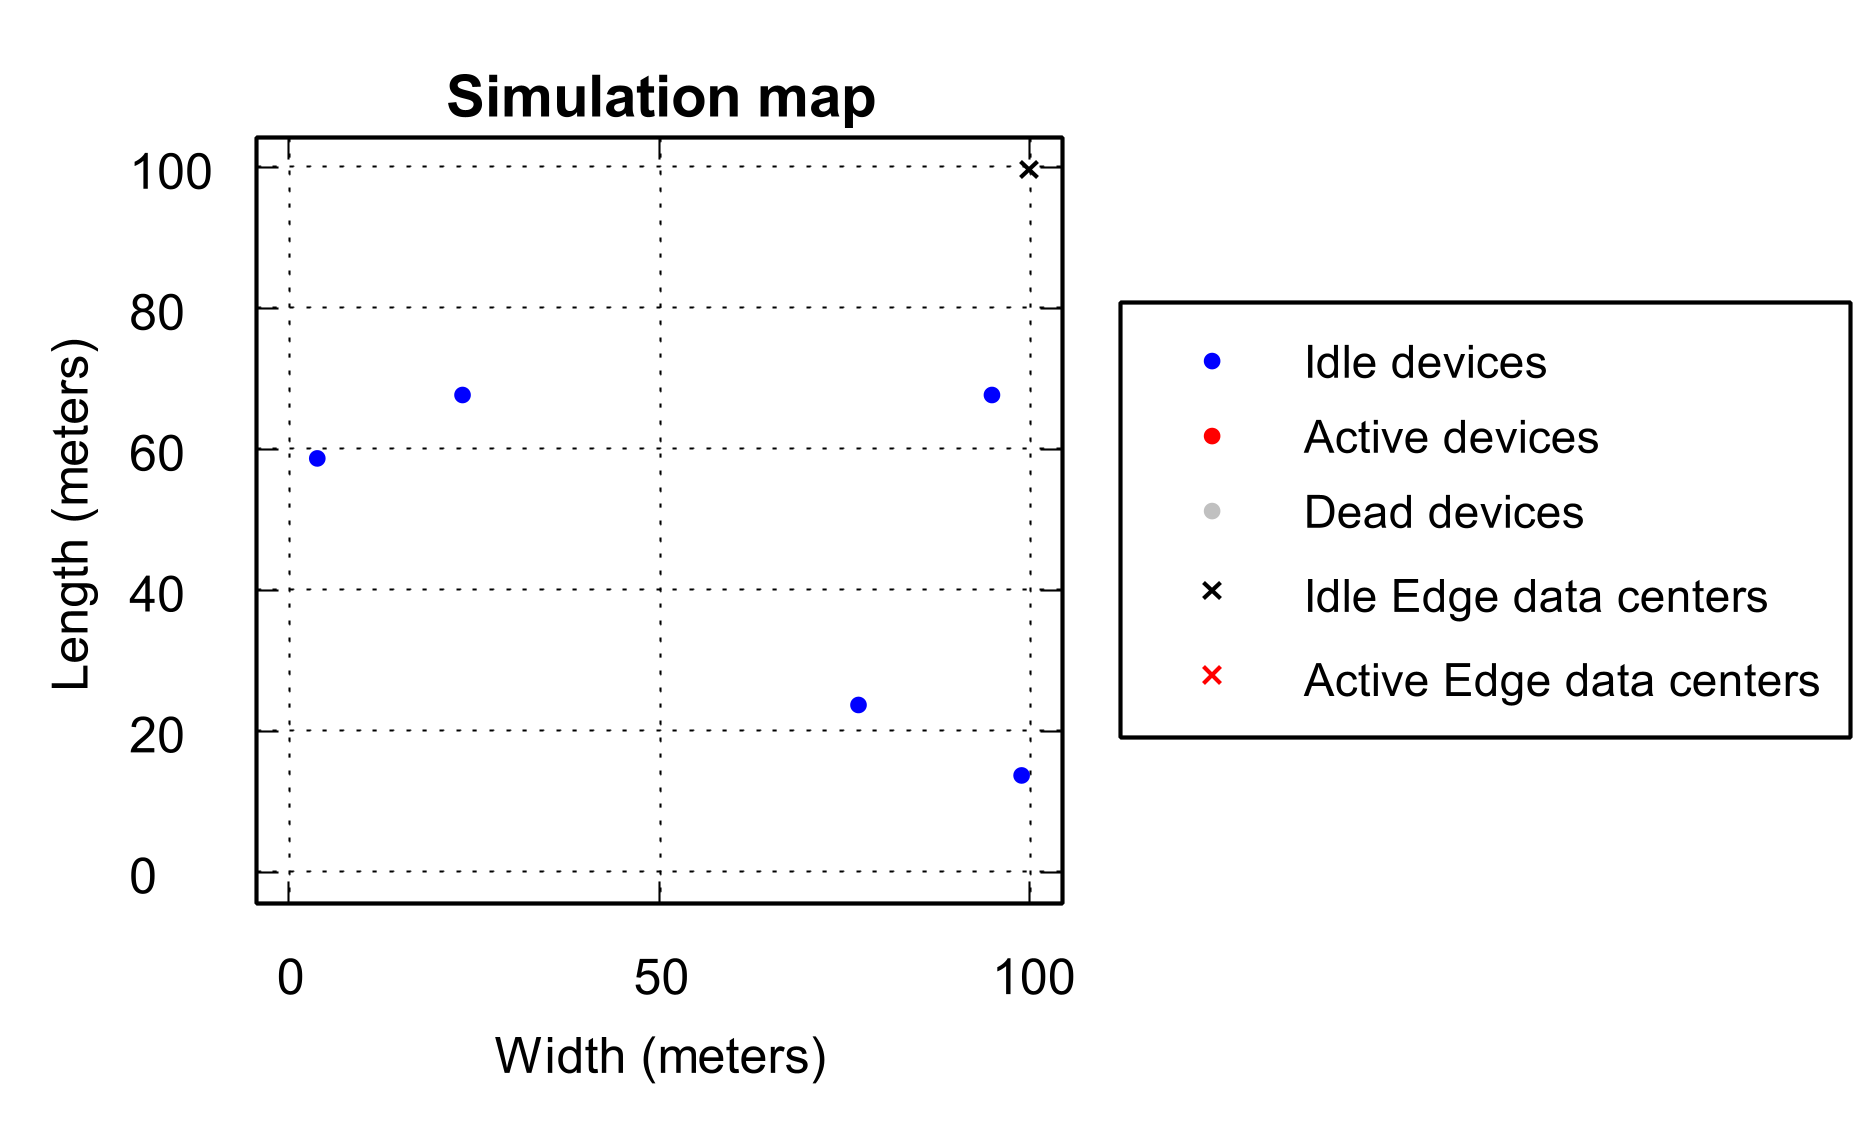 Simulation map
100
80
60
40
20
0
Length (meters)
0 50 100
Width (meters)
Idle devices
Active devices
Dead devices
Idle Edge data centers
Active Edge data centers